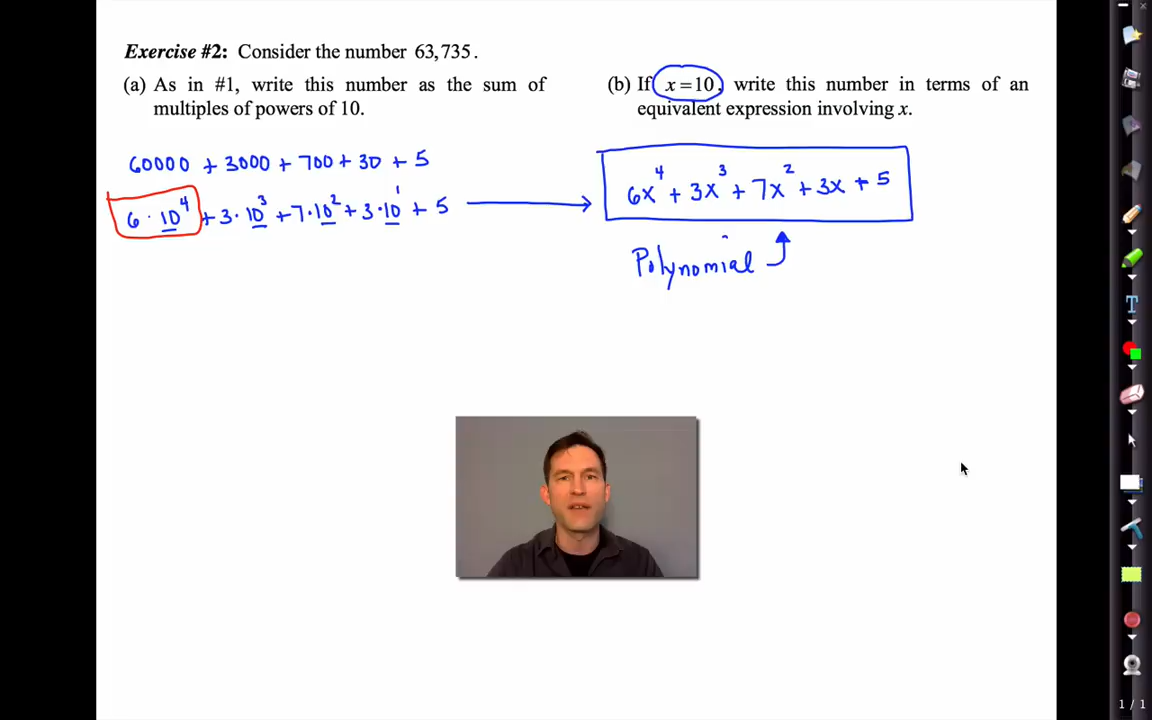 Exercise #2: Consider the number 63,735.
(a) As in #1, write this number as the sum of
multiples of powers of 10.
60000 + 3000 + 700 + 30 + 5
6 · 10^4 + 3 · 10^3 + 7 · 10^2 + 3 · 10^1 + 5
(b) If x = 10, write this number in terms of an
equivalent expression involving x.
6x^4 + 3x^3 + 7x^2 + 3x + 5
Polynomial
T
1 / 1